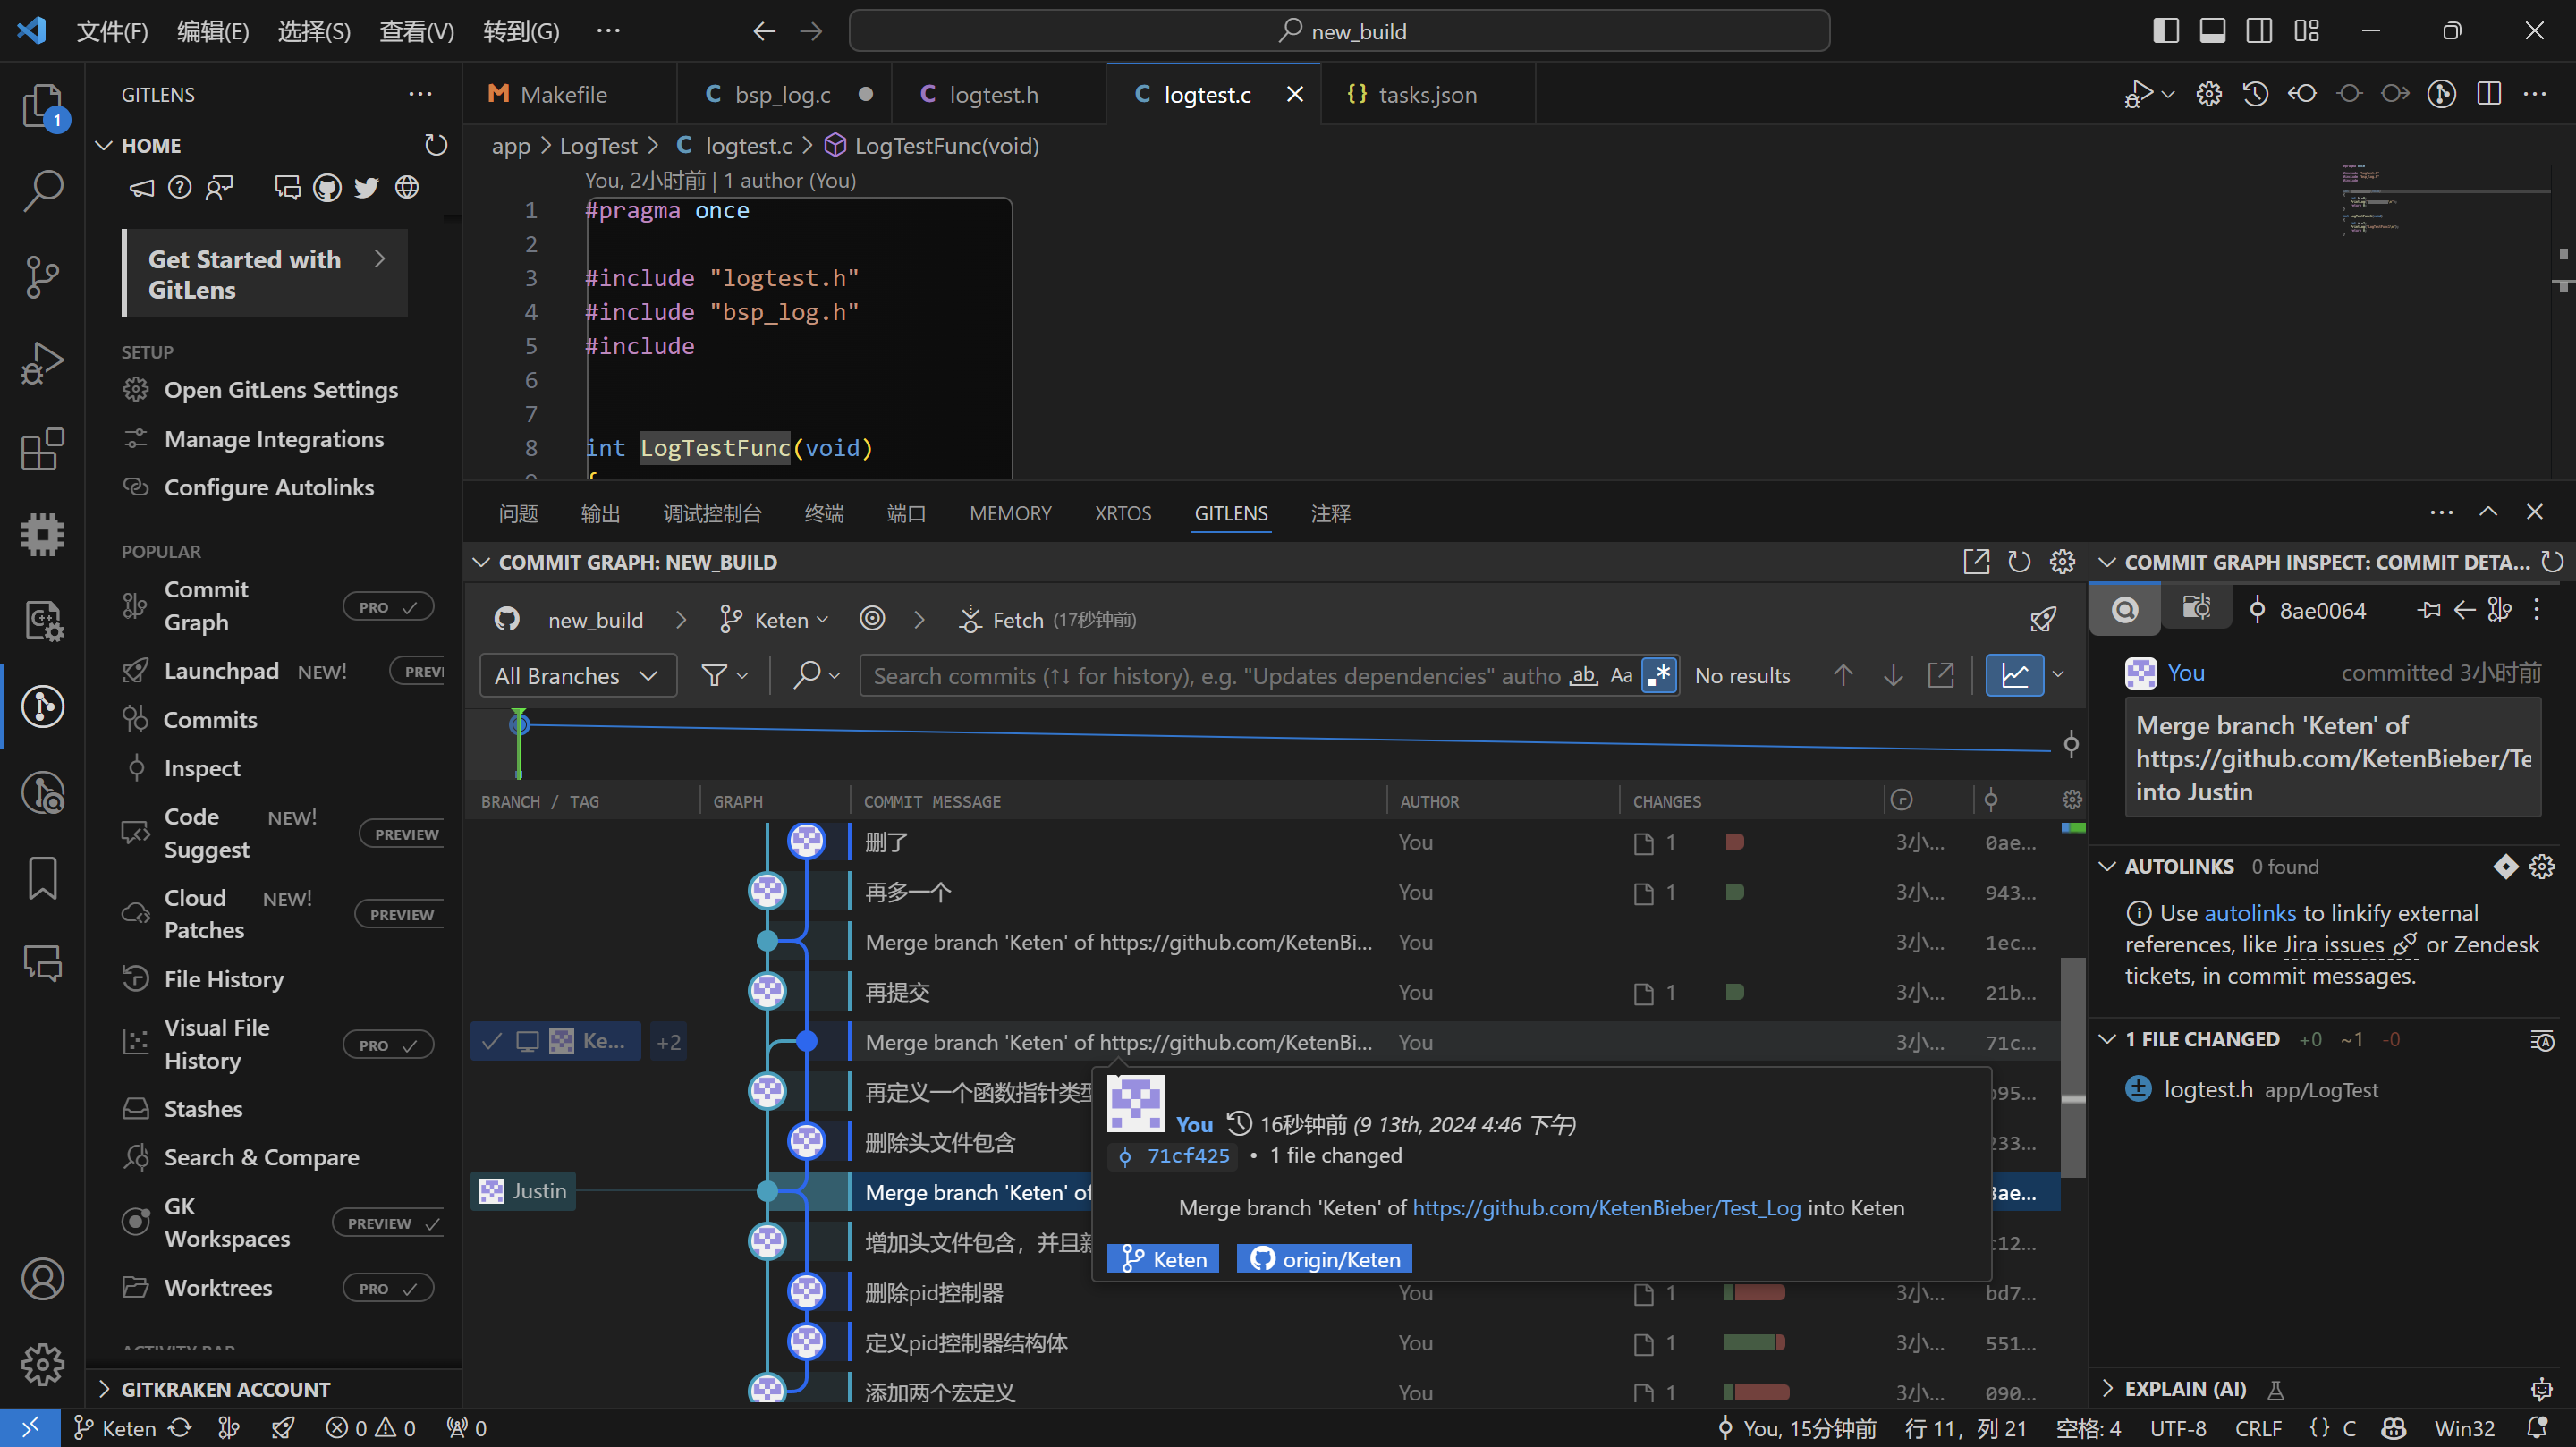 文件(F) 编辑(E) 选择(S) 查看(V) 转到(G) ··· new_build
1
GITLENS
HOME
Get Started with
GitLens
SETUP
Open GitLens Settings
Manage Integrations
Configure Autolinks
POPULAR
Commit
Graph PRO
Launchpad NEW! PREVI
Commits
Inspect
Code NEW!
Suggest PREVIEW
Cloud NEW!
Patches PREVIEW
File History
Visual File
History PRO
Stashes
Search & Compare
GK
Workspaces PREVIEW
Worktrees PRO
GITKRAKEN ACCOUNT
Makefile C bsp_log.c C logtest.h C logtest.c {} tasks.json
app > LogTest > C logtest.c > LogTestFunc(void)
You, 2小时前 | 1 author (You)
1 #pragma once
2
3 #include "logtest.h"
4 #include "bsp_log.h"
5 #include
6
7
8 int LogTestFunc(void)
问题 输出 调试控制台 终端 端口 MEMORY XRTOS GITLENS 注释
COMMIT GRAPH: NEW_BUILD
new_build > Keten > Fetch (17秒钟前)
All Branches Search commits (↑↓ for history), e.g. "Updates dependencies" autho ab Aa .* No results
BRANCH / TAG GRAPH COMMIT MESSAGE AUTHOR CHANGES
删了 You 1 3小... 0ae...
再多一个 You 1 3小... 943...
Merge branch 'Keten' of https://github.com/KetenBi... You 3小... 1ec...
再提交 You 1 3小... 21b...
Ke... +2 Merge branch 'Keten' of https://github.com/KetenBi... You 3小... 71c...
再定义一个函数指针类型 95...
删除头文件包含 33...
Justin Merge branch 'Keten' of 8ae...
增加头文件包含，并且 12...
删除pid控制器 You 1 3小... bd7...
定义pid控制器结构体 You 1 3小... 551...
添加两个宏定义 You 1 3小... 090...
You 16秒钟前 (9 13th, 2024 4:46 下午)
71cf425 • 1 file changed
Merge branch 'Keten' of https://github.com/KetenBieber/Test_Log into Keten
Keten origin/Keten
COMMIT GRAPH INSPECT: COMMIT DETA...
8ae0064
You committed 3小时前
Merge branch 'Keten' of
https://github.com/KetenBieber/Te
into Justin
AUTOLINKS 0 found
Use autolinks to linkify external
references, like Jira issues or Zendesk
tickets, in commit messages.
1 FILE CHANGED +0 ~1 -0
logtest.h app/LogTest
EXPLAIN (AI)
Keten 0 0 0 You, 15分钟前 行 11，列 21 空格: 4 UTF-8 CRLF {} C Win32